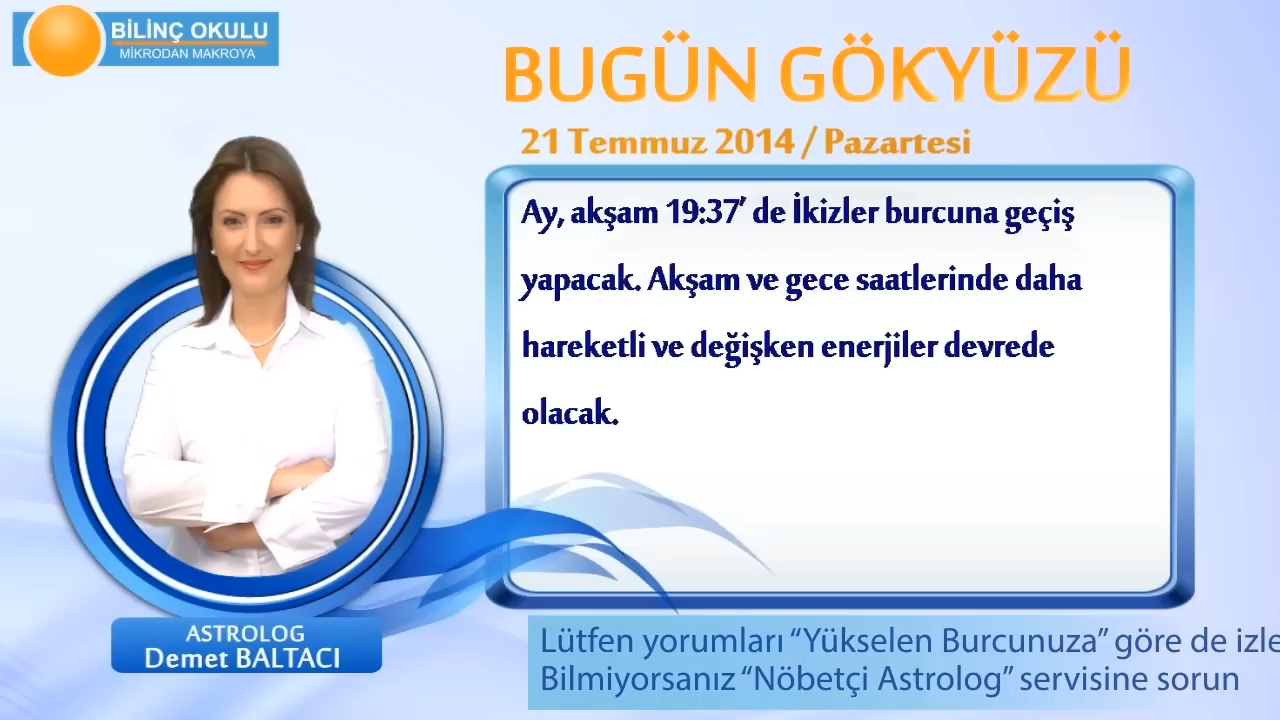 BİLİNÇ OKULU
MİKRODAN MAKROYA
BUGÜN GÖKYÜZÜ
21 Temmuz 2014 / Pazartesi
Ay, akşam 19:37' de İkizler burcuna geçiş
yapacak. Akşam ve gece saatlerinde daha
hareketli ve değişken enerjiler devrede
olacak.
ASTROLOG
Demet BALTACI
Lütfen yorumları “Yükselen Burcunuza” göre de izle
Bilmiyorsanız “Nöbetçi Astrolog” servisine sorun